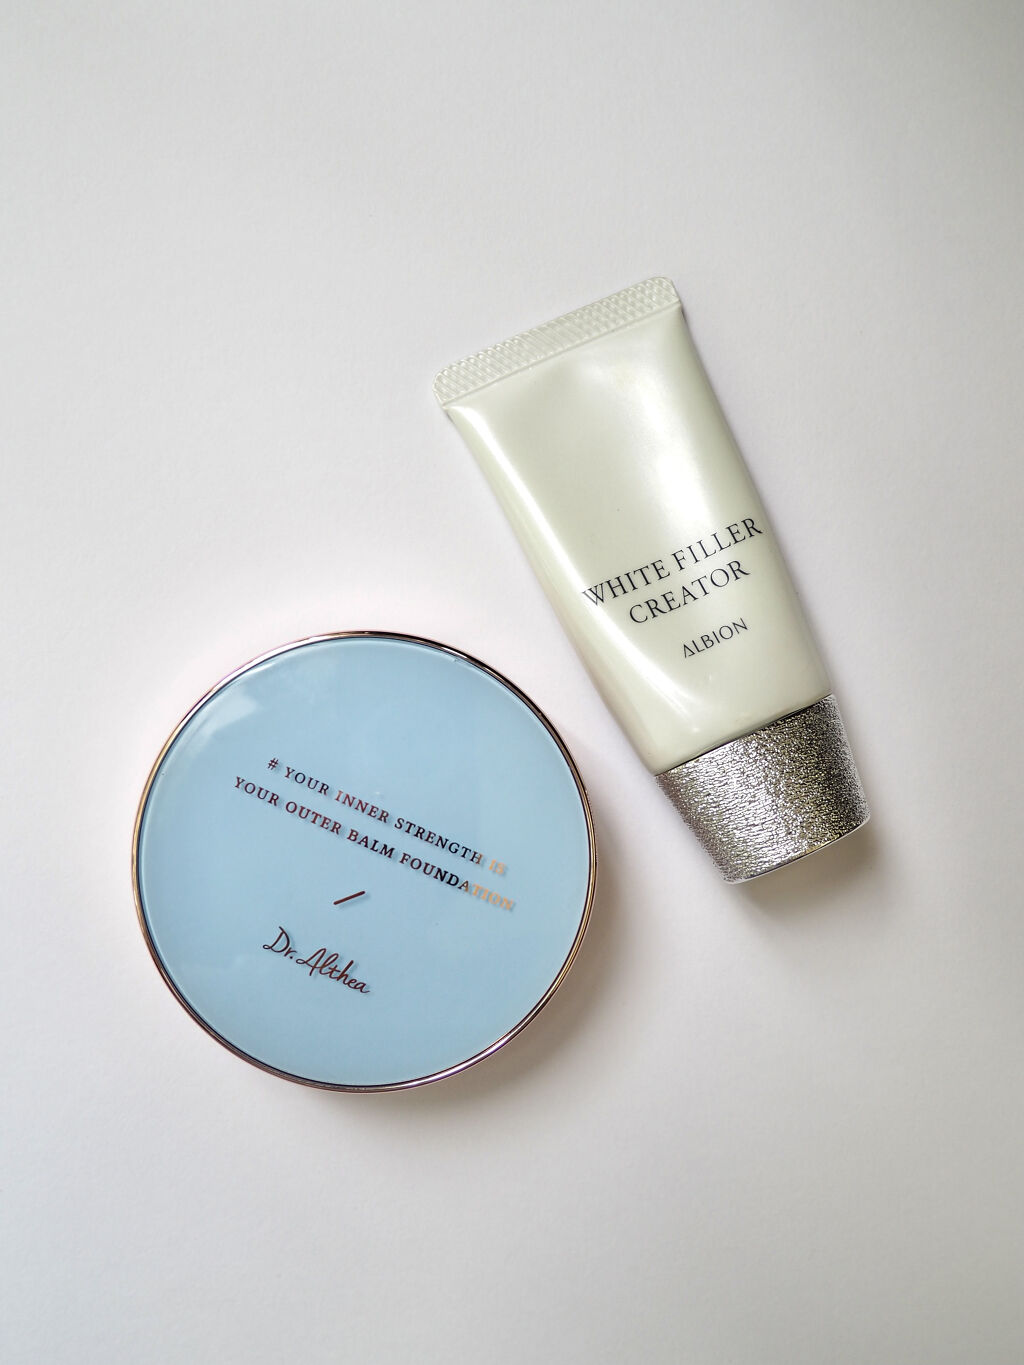 WHITE FILLER
CREATOR
ALBION
# YOUR INNER STRENGTH IS
YOUR OUTER BALM FOUNDATION
Dr. Althea